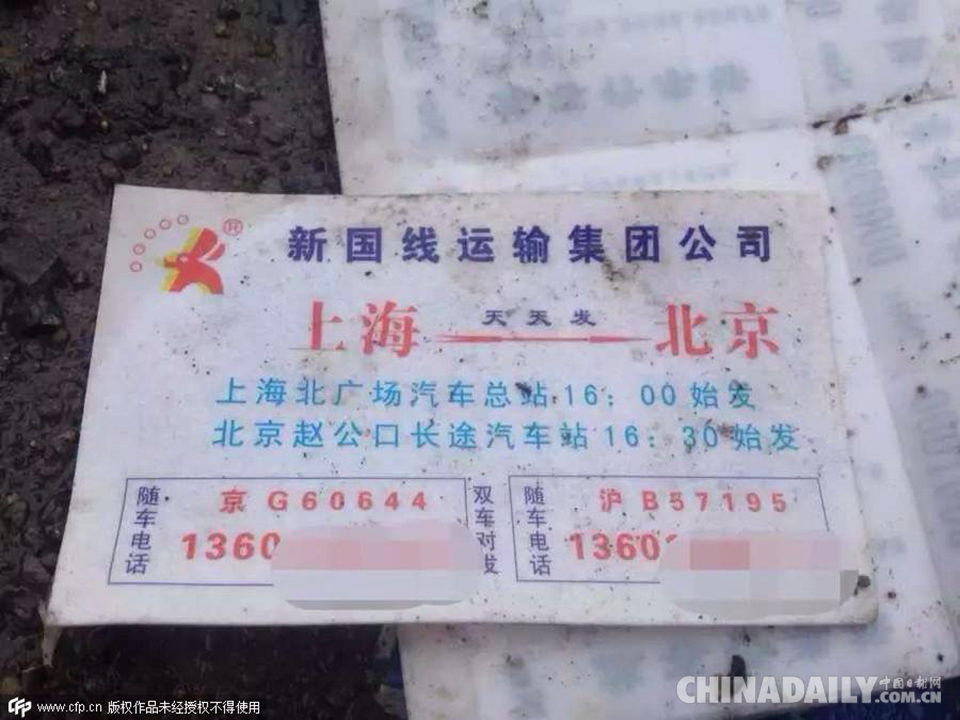 ®
新国线运输集团公司
天天发
上海 北京
上海北广场汽车总站16：00始发
北京赵公口长途汽车站16：30始发
随车电话
京G60644
1360
双车对发
随车电话
沪B57195
1360
CFP www.cfp.cn 版权作品未经授权不得使用
CHINADAILY 中国日报网
.COM.CN